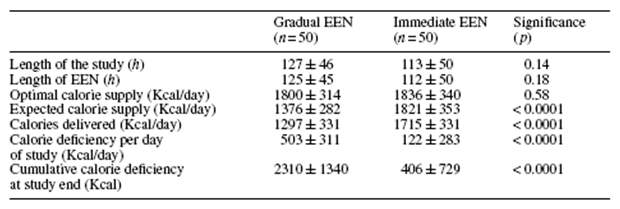 Gradual EEN Immediate EEN Significance
(n=50) (n=50) (p)
Length of the study (h) 127 ± 46 113 ± 50 0.14
Length of EEN (h) 125 ± 45 112 ± 50 0.18
Optimal calorie supply (Kcal/day) 1800 ± 314 1836 ± 340 0.58
Expected calorie supply (Kcal/day) 1376 ± 282 1821 ± 353 < 0.0001
Calories delivered (Kcal/day) 1297 ± 331 1715 ± 331 < 0.0001
Calorie deficiency per day 503 ± 311 122 ± 283 < 0.0001
of study (Kcal/day)
Cumulative calorie deficiency 2310 ± 1340 406 ± 729 < 0.0001
at study end (Kcal)